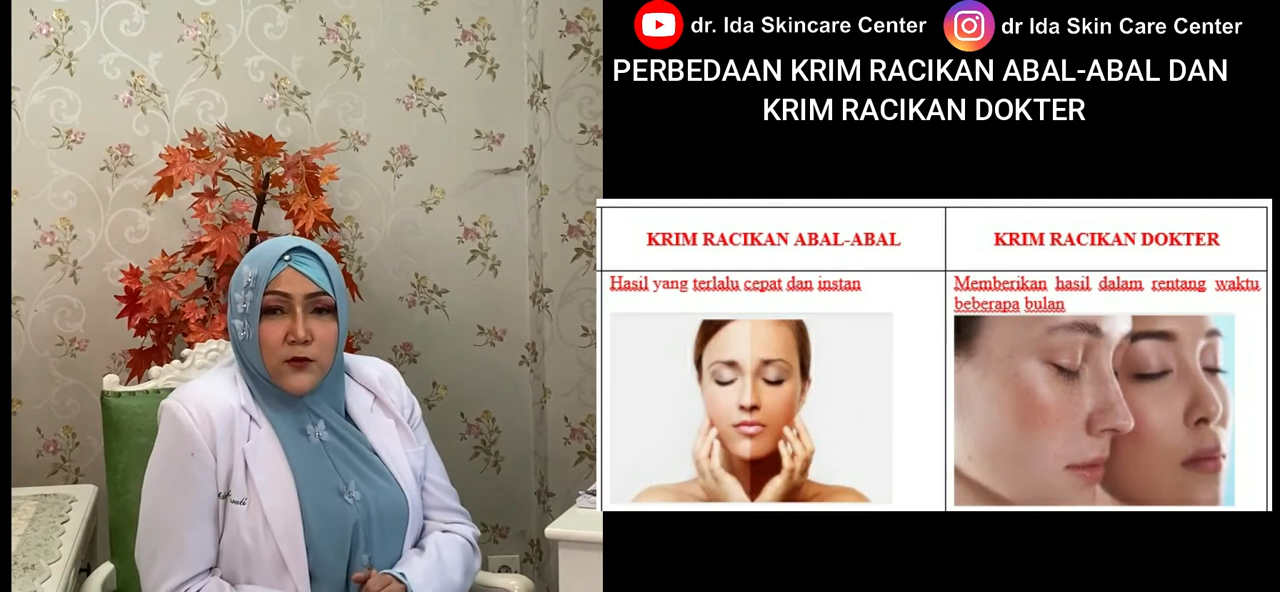 dr. Ida Skincare Center
dr Ida Skin Care Center
PERBEDAAN KRIM RACIKAN ABAL-ABAL DAN
KRIM RACIKAN DOKTER
KRIM RACIKAN ABAL-ABAL
KRIM RACIKAN DOKTER
Hasil yang terlalu cepat dan instan
Memberikan hasil dalam rentang waktu
beberapa bulan